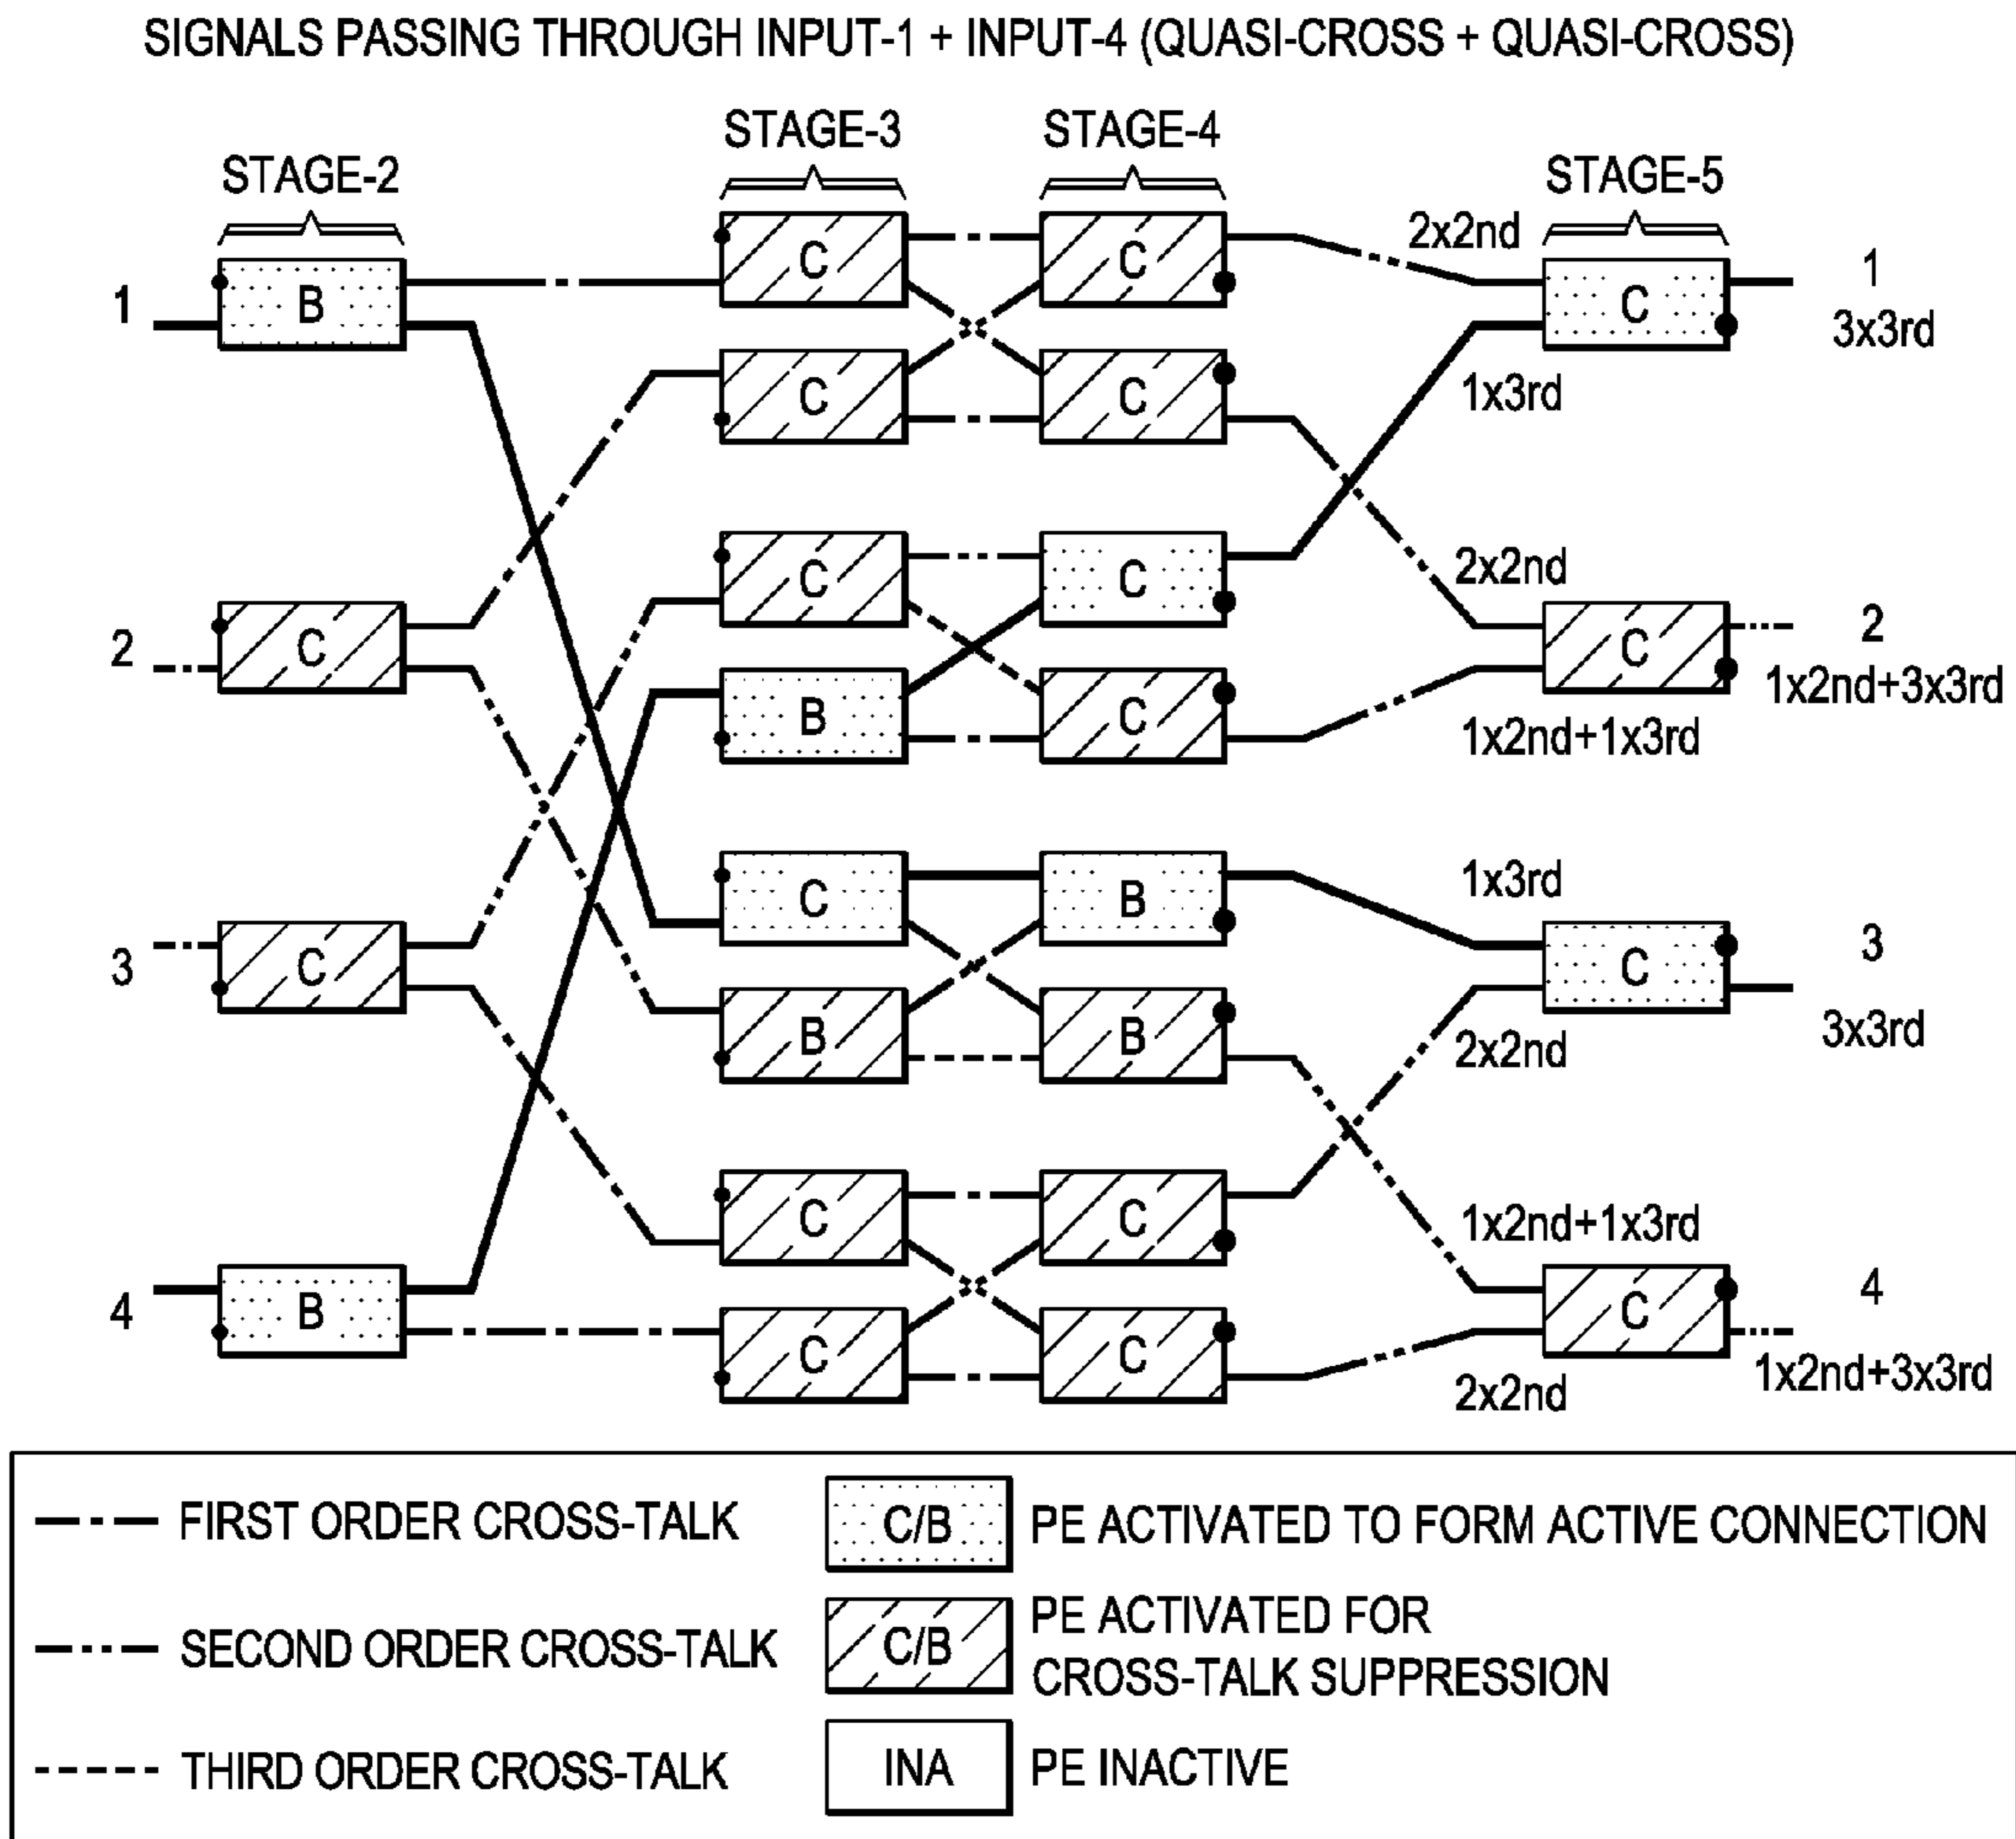 SIGNALS PASSING THROUGH INPUT-1 + INPUT-4 (QUASI-CROSS + QUASI-CROSS)
STAGE-2
STAGE-3
STAGE-4
STAGE-5
1
B
C
C
2x2nd
C
1
3x3rd
C
C
1x3rd
2
C
C
C
2x2nd
C
2
1x2nd+3x3rd
B
C
1x2nd+1x3rd
3
C
C
B
1x3rd
C
3
3x3rd
B
B
2x2nd
4
B
C
C
1x2nd+1x3rd
C
4
1x2nd+3x3rd
C
C
2x2nd
FIRST ORDER CROSS-TALK
SECOND ORDER CROSS-TALK
THIRD ORDER CROSS-TALK
C/B
PE ACTIVATED TO FORM ACTIVE CONNECTION
C/B
PE ACTIVATED FOR
CROSS-TALK SUPPRESSION
INA
PE INACTIVE